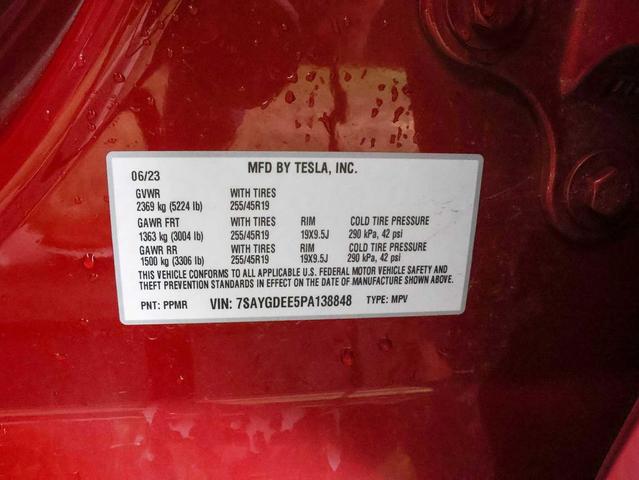 MFD BY TESLA, INC.
06/23
GVWR WITH TIRES
2369 kg (5224 lb) 255/45R19
GAWR FRT WITH TIRES RIM COLD TIRE PRESSURE
1363 kg (3004 lb) 255/45R19 19X9.5J 290 kPa, 42 psi
GAWR RR WITH TIRES RIM COLD TIRE PRESSURE
1500 kg (3306 lb) 255/45R19 19X9.5J 290 kPa, 42 psi
THIS VEHICLE CONFORMS TO ALL APPLICABLE U.S. FEDERAL MOTOR VEHICLE SAFETY AND
THEFT PREVENTION STANDARDS IN EFFECT ON THE DATE OF MANUFACTURE SHOWN ABOVE.
PNT: PPMR VIN: 7SAYGDEE5PA138848 TYPE: MPV